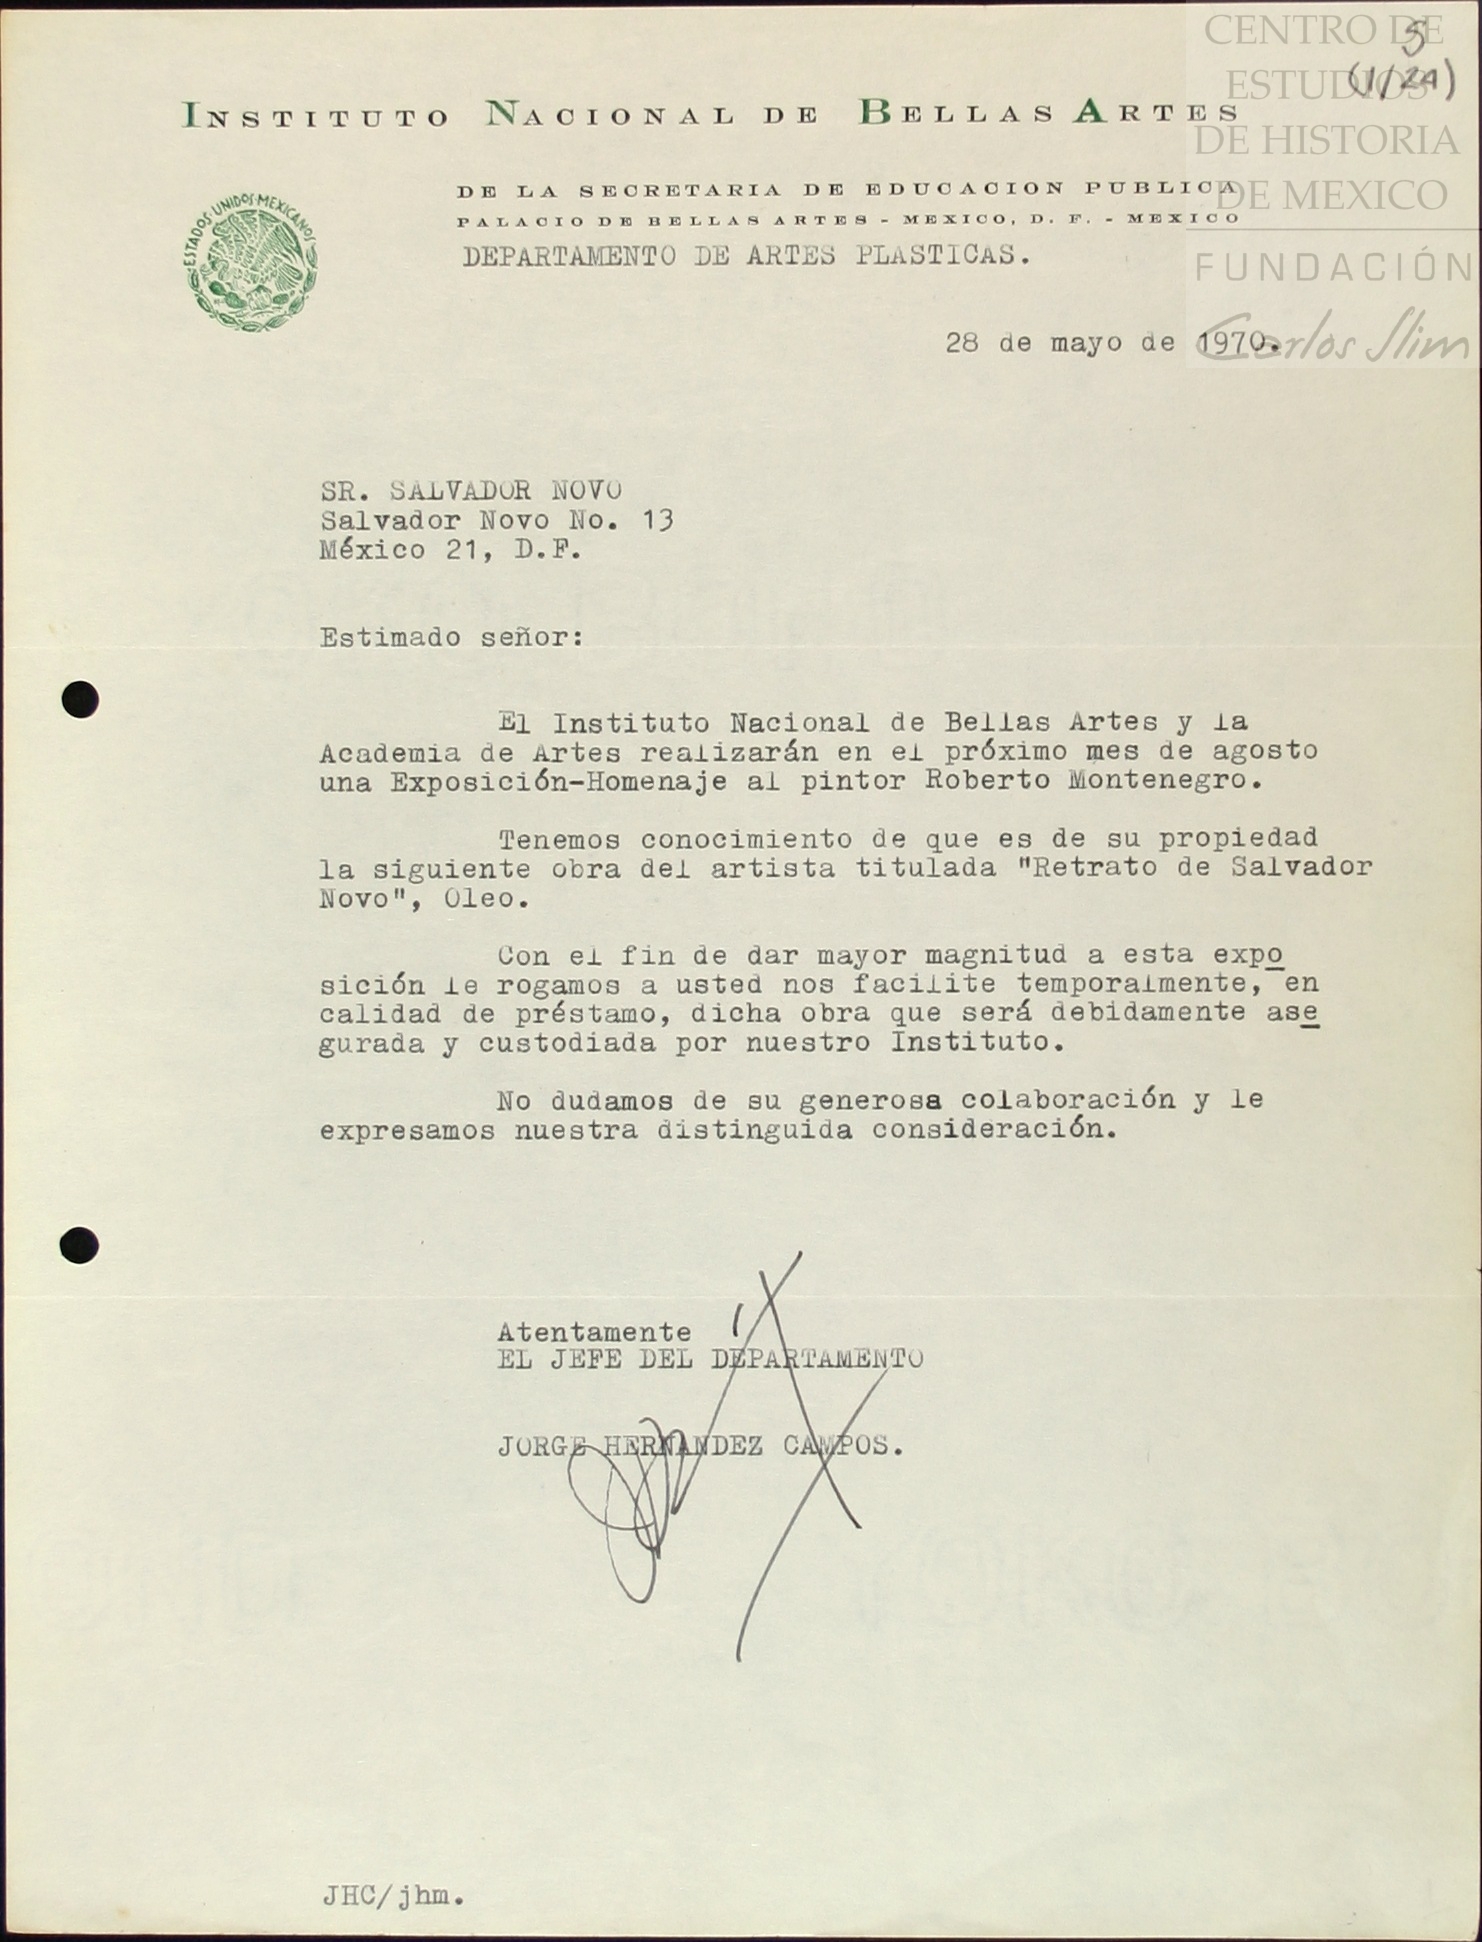 CENTRO DE
ESTUDIOS
DE HISTORIA
DE MEXICO
FUNDACIÓN
Carlos Slim
5
(1/24)
INSTITUTO NACIONAL DE BELLAS ARTES
DE LA SECRETARIA DE EDUCACION PUBLICA
PALACIO DE BELLAS ARTES - MEXICO, D. F. - MEXICO
DEPARTAMENTO DE ARTES PLASTICAS.
ESTADOS UNIDOS MEXICANOS
28 de mayo de 1970.
SR. SALVADOR NOVO
Salvador Novo No. 13
México 21, D.F.
Estimado señor:
El Instituto Nacional de Bellas Artes y la
Academia de Artes realizarán en el próximo mes de agosto
una Exposición-Homenaje al pintor Roberto Montenegro.
Tenemos conocimiento de que es de su propiedad
la siguiente obra del artista titulada "Retrato de Salvador
Novo", Oleo.
Con el fin de dar mayor magnitud a esta expo
sición le rogamos a usted nos facilite temporalmente, en
calidad de préstamo, dicha obra que será debidamente ase
gurada y custodiada por nuestro Instituto.
No dudamos de su generosa colaboración y le
expresamos nuestra distinguida consideración.
Atentamente
EL JEFE DEL DEPARTAMENTO
JORGE HERNANDEZ CAMPOS.
JHC/jhm.